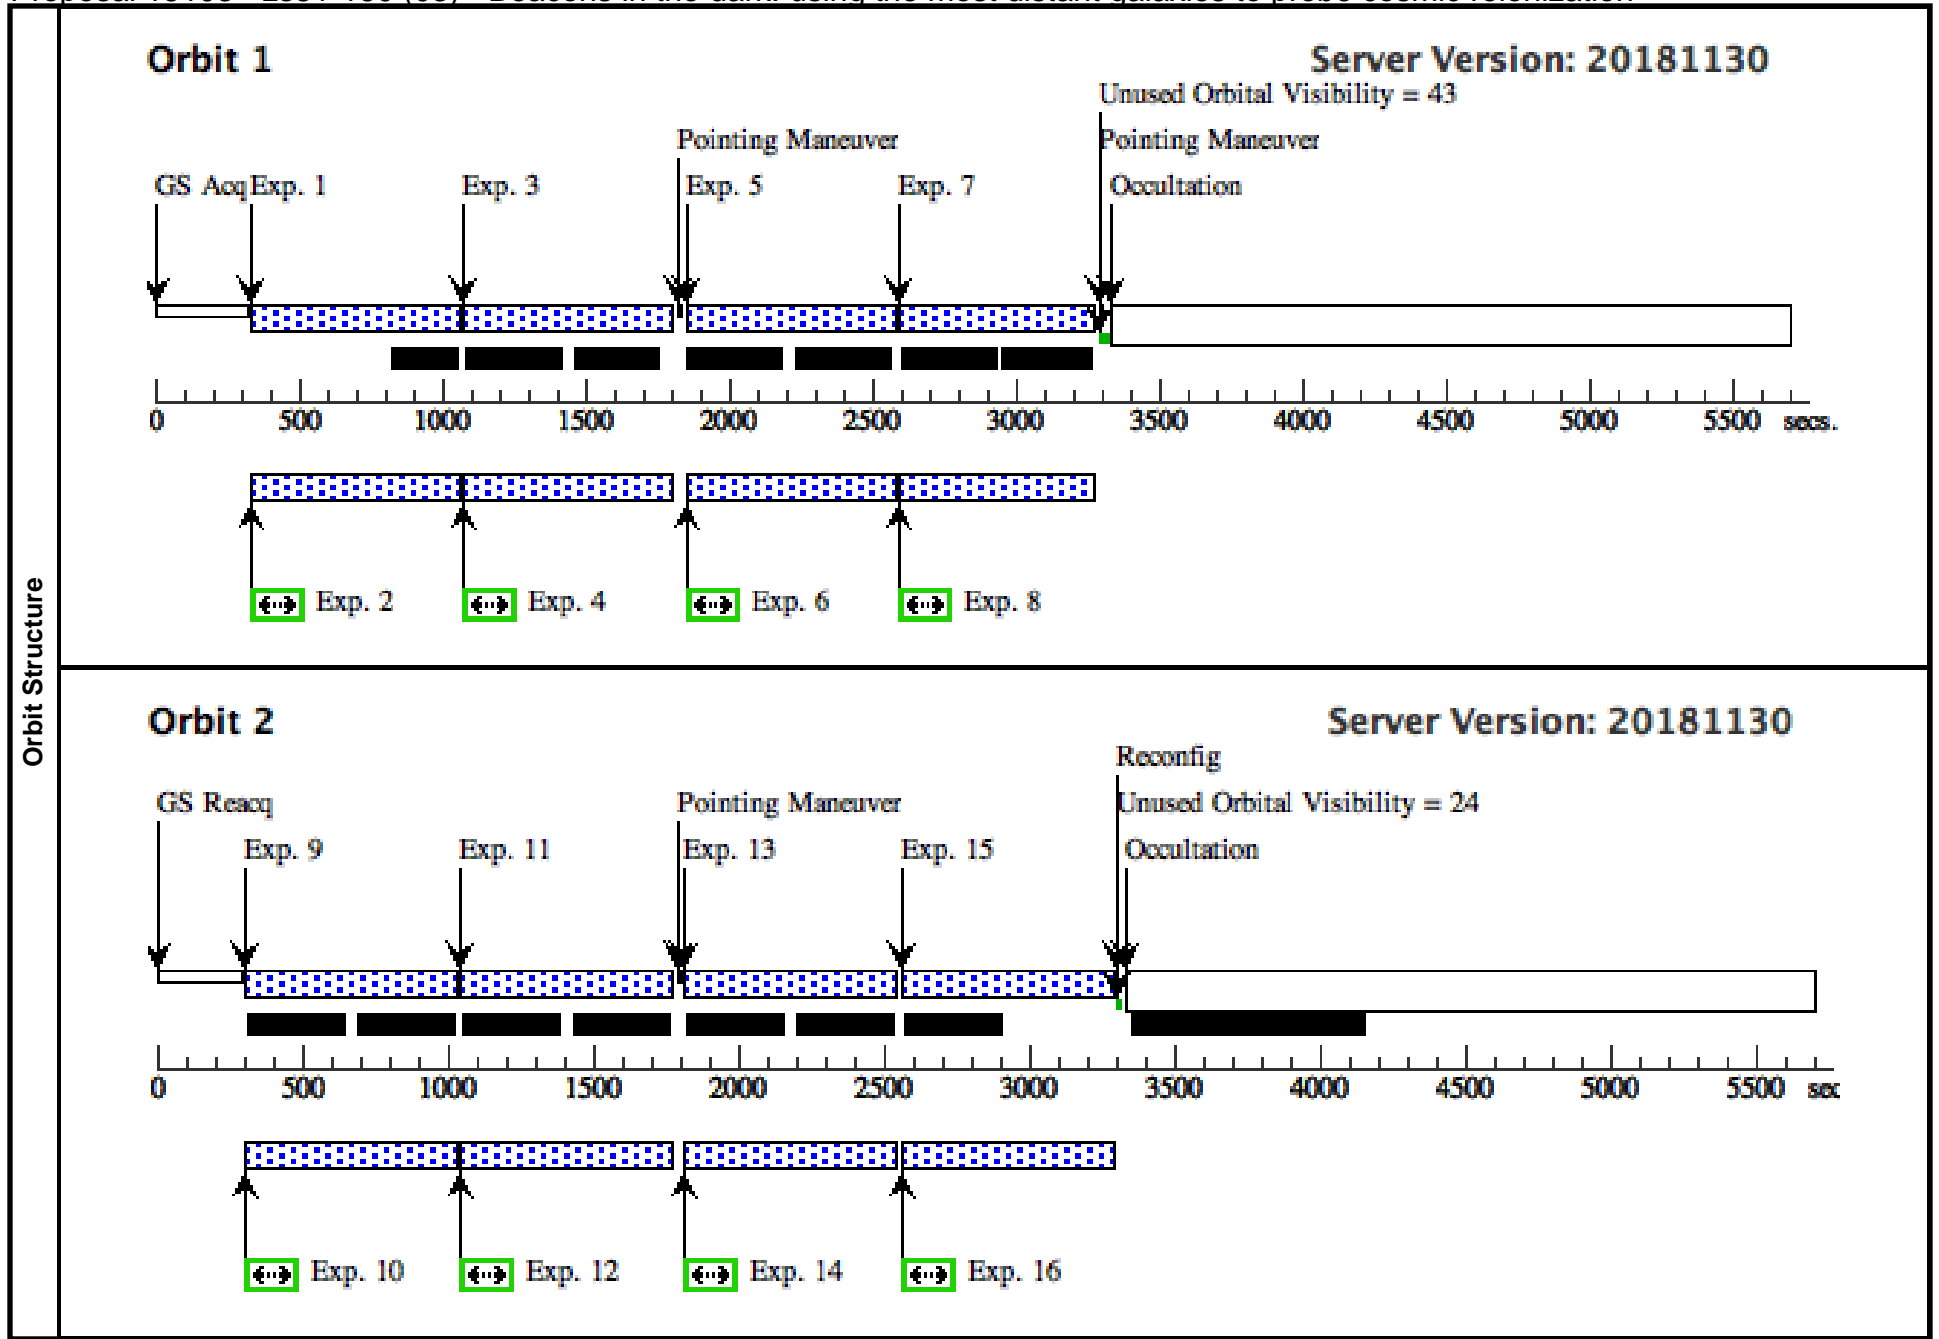 Orbit Structure
Orbit 1
Server Version: 20181130
Unused Orbital Visibility = 43
Pointing Maneuver
Pointing Maneuver
GS Acq
Exp. 1
Exp. 3
Exp. 5
Exp. 7
Occultation
0 500 1000 1500 2000 2500 3000 3500 4000 4500 5000 5500 secs.
Exp. 2
Exp. 4
Exp. 6
Exp. 8
Orbit 2
Server Version: 20181130
Reconfig
GS Reacq
Pointing Maneuver
Unused Orbital Visibility = 24
Exp. 9
Exp. 11
Exp. 13
Exp. 15
Occultation
0 500 1000 1500 2000 2500 3000 3500 4000 4500 5000 5500 sec
Exp. 10
Exp. 12
Exp. 14
Exp. 16